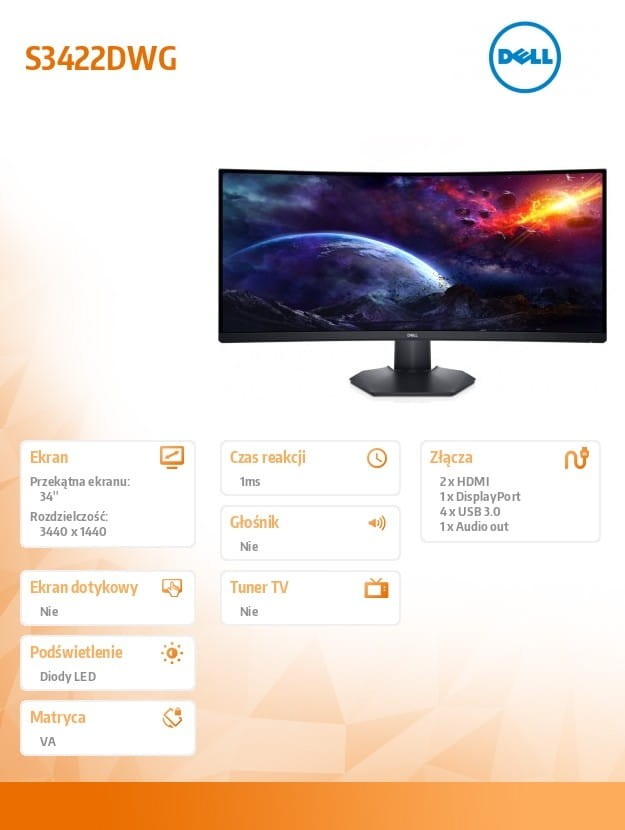 S3422DWG
DELL
DELL
Ekran
Przekątna ekranu:
34"
Rozdzielczość:
3440 x 1440
Czas reakcji
1ms
Złącza
2 x HDMI
1 x DisplayPort
4 x USB 3.0
1 x Audio out
Głośnik
Nie
Ekran dotykowy
Nie
Tuner TV
Nie
Podświetlenie
Diody LED
Matryca
VA